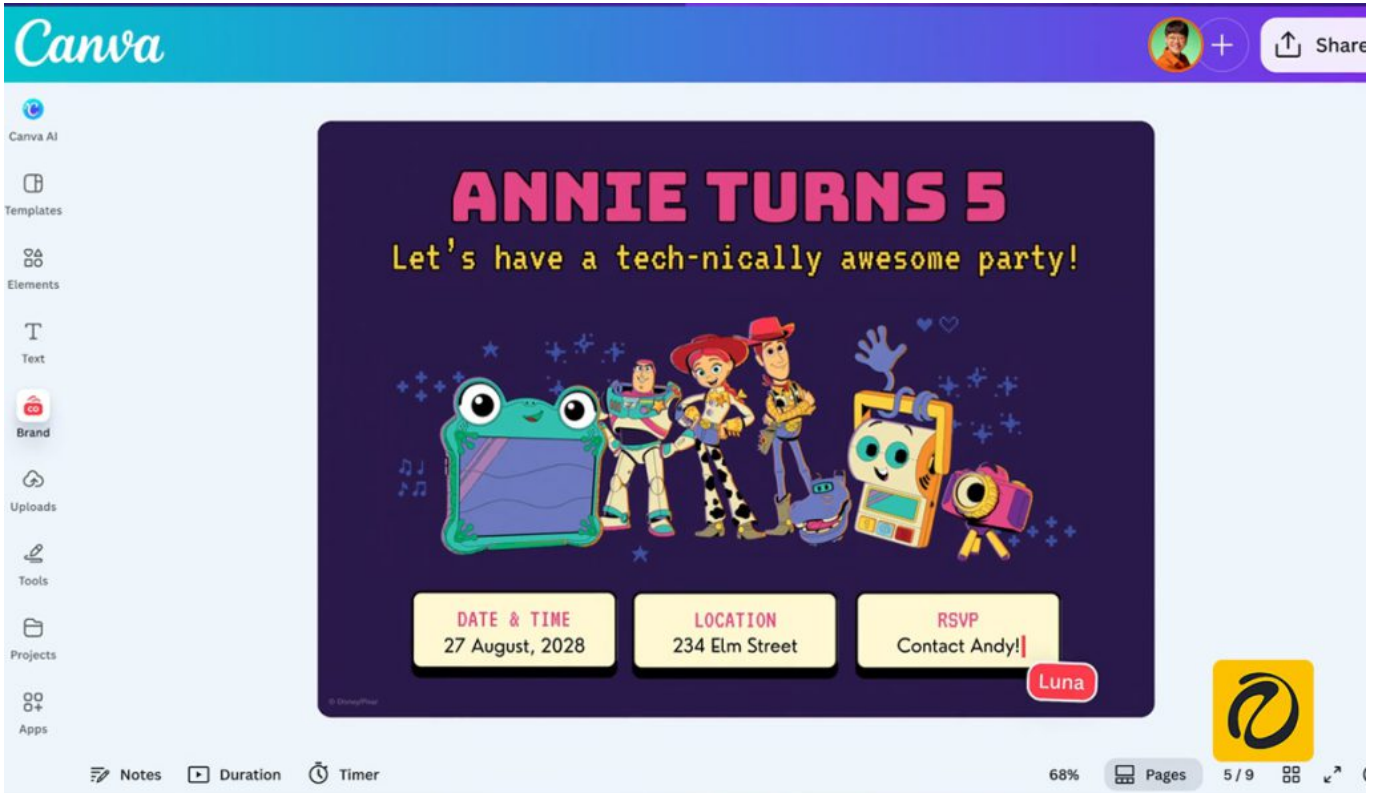 Canva
Share
Canva AI
Templates
Elements
Text
Brand
Uploads
Tools
Projects
Apps
ANNIE TURNS 5
Let's have a tech-nically awesome party!
DATE & TIME
27 August, 2028
LOCATION
234 Elm Street
RSVP
Contact Andy!
Luna
© Disney/Pixar
Notes
Duration
Timer
68%
Pages
5/9